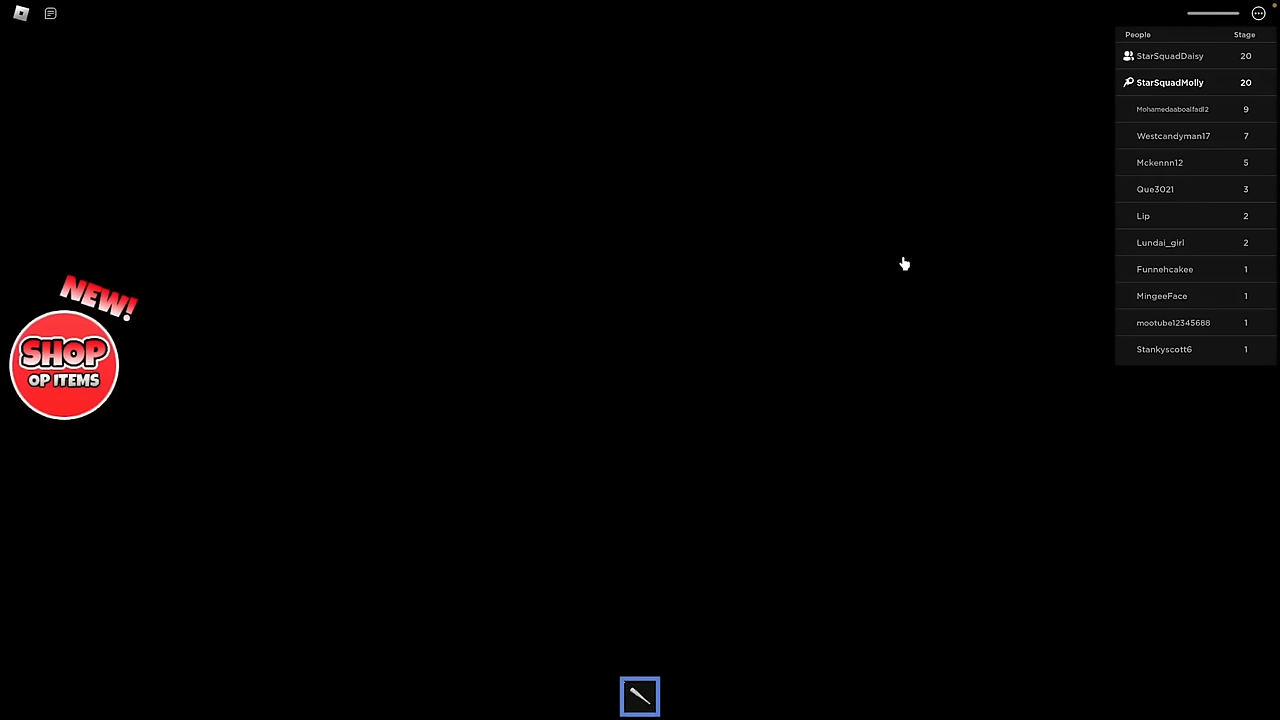 People Stage
StarSquadDaisy 20
StarSquadMolly 20
Mohamedaaboalfadl2 9
Westcandyman17 7
Mckennn12 5
Que3021 3
Lip 2
Lundai_girl 2
Funnehcakee 1
MingeeFace 1
mootube12345688 1
Stankyscott6 1
NEW!
SHOP
OP ITEMS